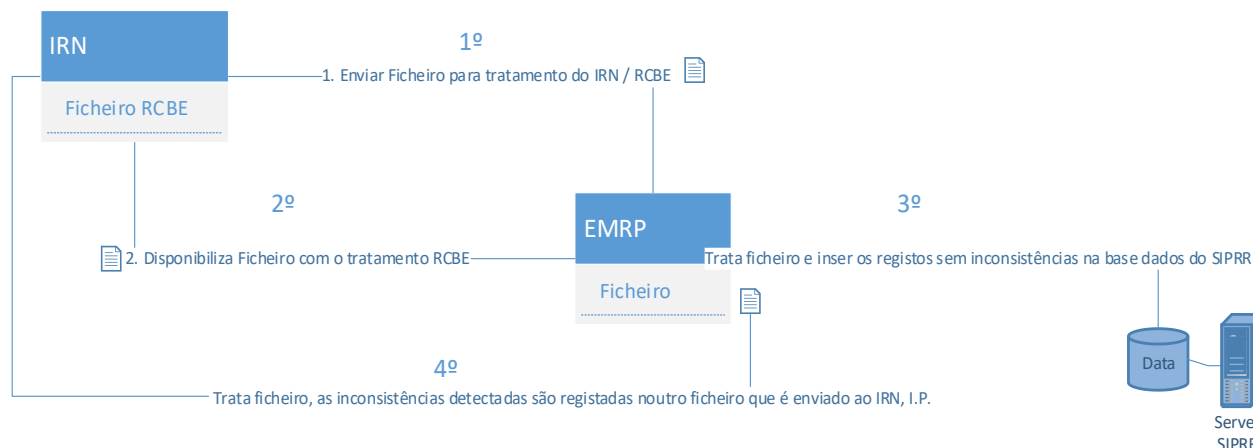 IRN
1º
1. Enviar Ficheiro para tratamento do IRN / RCBE
Ficheiro RCBE
2º
3º
EMRP
2. Disponibiliza Ficheiro com o tratamento RCBE
Trata ficheiro e inser os registos sem inconsistências na base dados do SIPRR
Ficheiro
4º
Data
Trata ficheiro, as inconsistências detectadas são registadas noutro ficheiro que é enviado ao IRN, I.P.